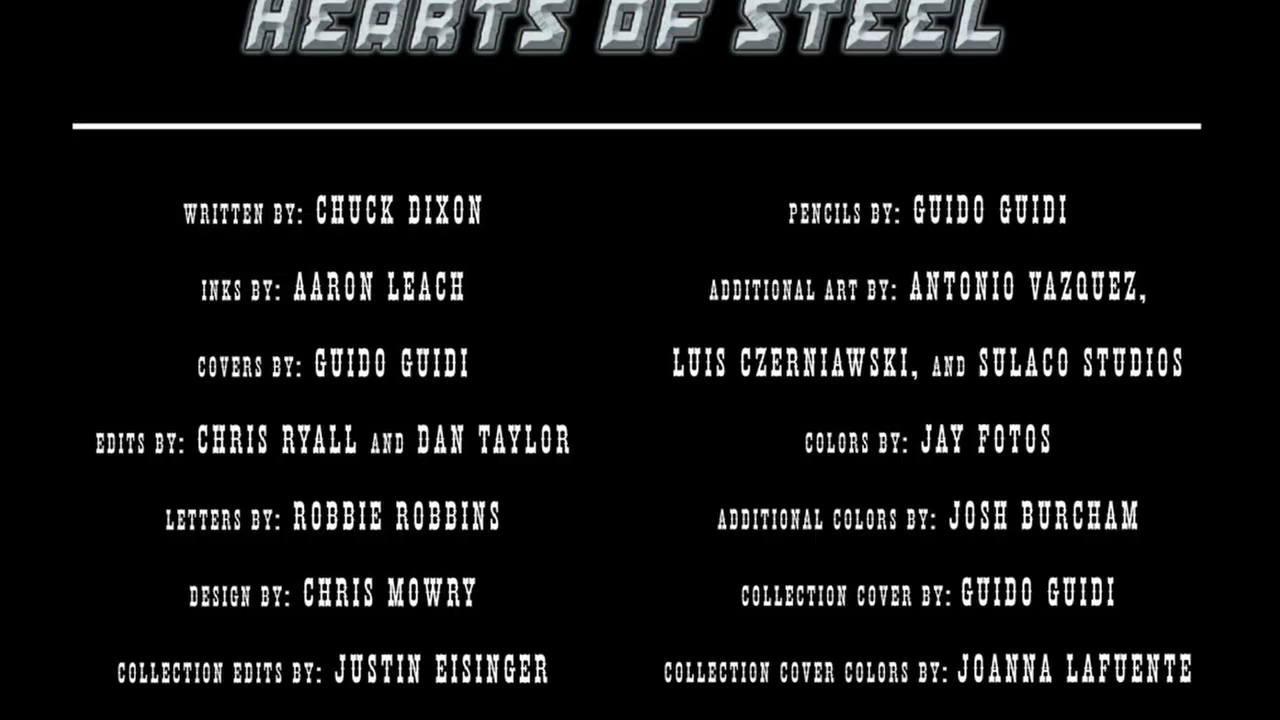 HEARTS OF STEEL
WRITTEN BY: CHUCK DIXON
INKS BY: AARON LEACH
COVERS BY: GUIDO GUIDI
EDITS BY: CHRIS RYALL AND DAN TAYLOR
LETTERS BY: ROBBIE ROBBINS
DESIGN BY: CHRIS MOWRY
COLLECTION EDITS BY: JUSTIN EISINGER
PENCILS BY: GUIDO GUIDI
ADDITIONAL ART BY: ANTONIO VAZQUEZ,
LUIS CZERNIAWSKI, AND SULACO STUDIOS
COLORS BY: JAY FOTOS
ADDITIONAL COLORS BY: JOSH BURCHAM
COLLECTION COVER BY: GUIDO GUIDI
COLLECTION COVER COLORS BY: JOANNA LAFUENTE